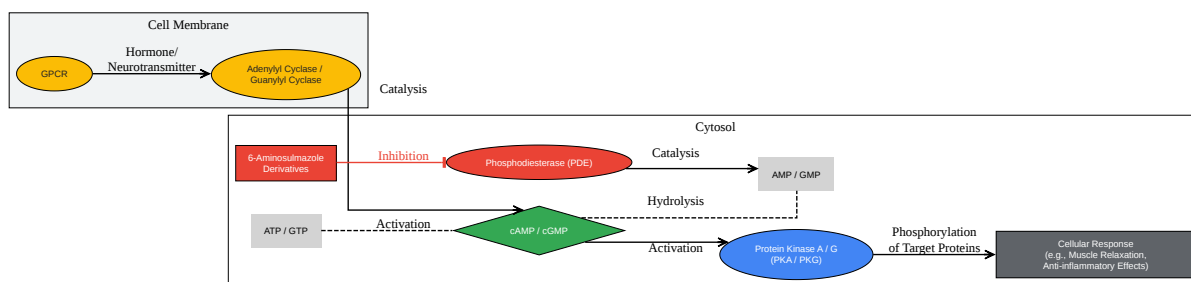 Cell Membrane
Hormone/
Neurotransmitter
GPCR
Adenylyl Cyclase /
Guanylyl Cyclase
Catalysis
Cytosol
6-Aminosulmazole
Derivatives
Inhibition
Phosphodiesterase (PDE)
Catalysis
AMP / GMP
Hydrolysis
ATP / GTP
Activation
cAMP / cGMP
Activation
Protein Kinase A / G
(PKA / PKG)
Phosphorylation
of Target Proteins
Cellular Response
(e.g., Muscle Relaxation,
Anti-inflammatory Effects)